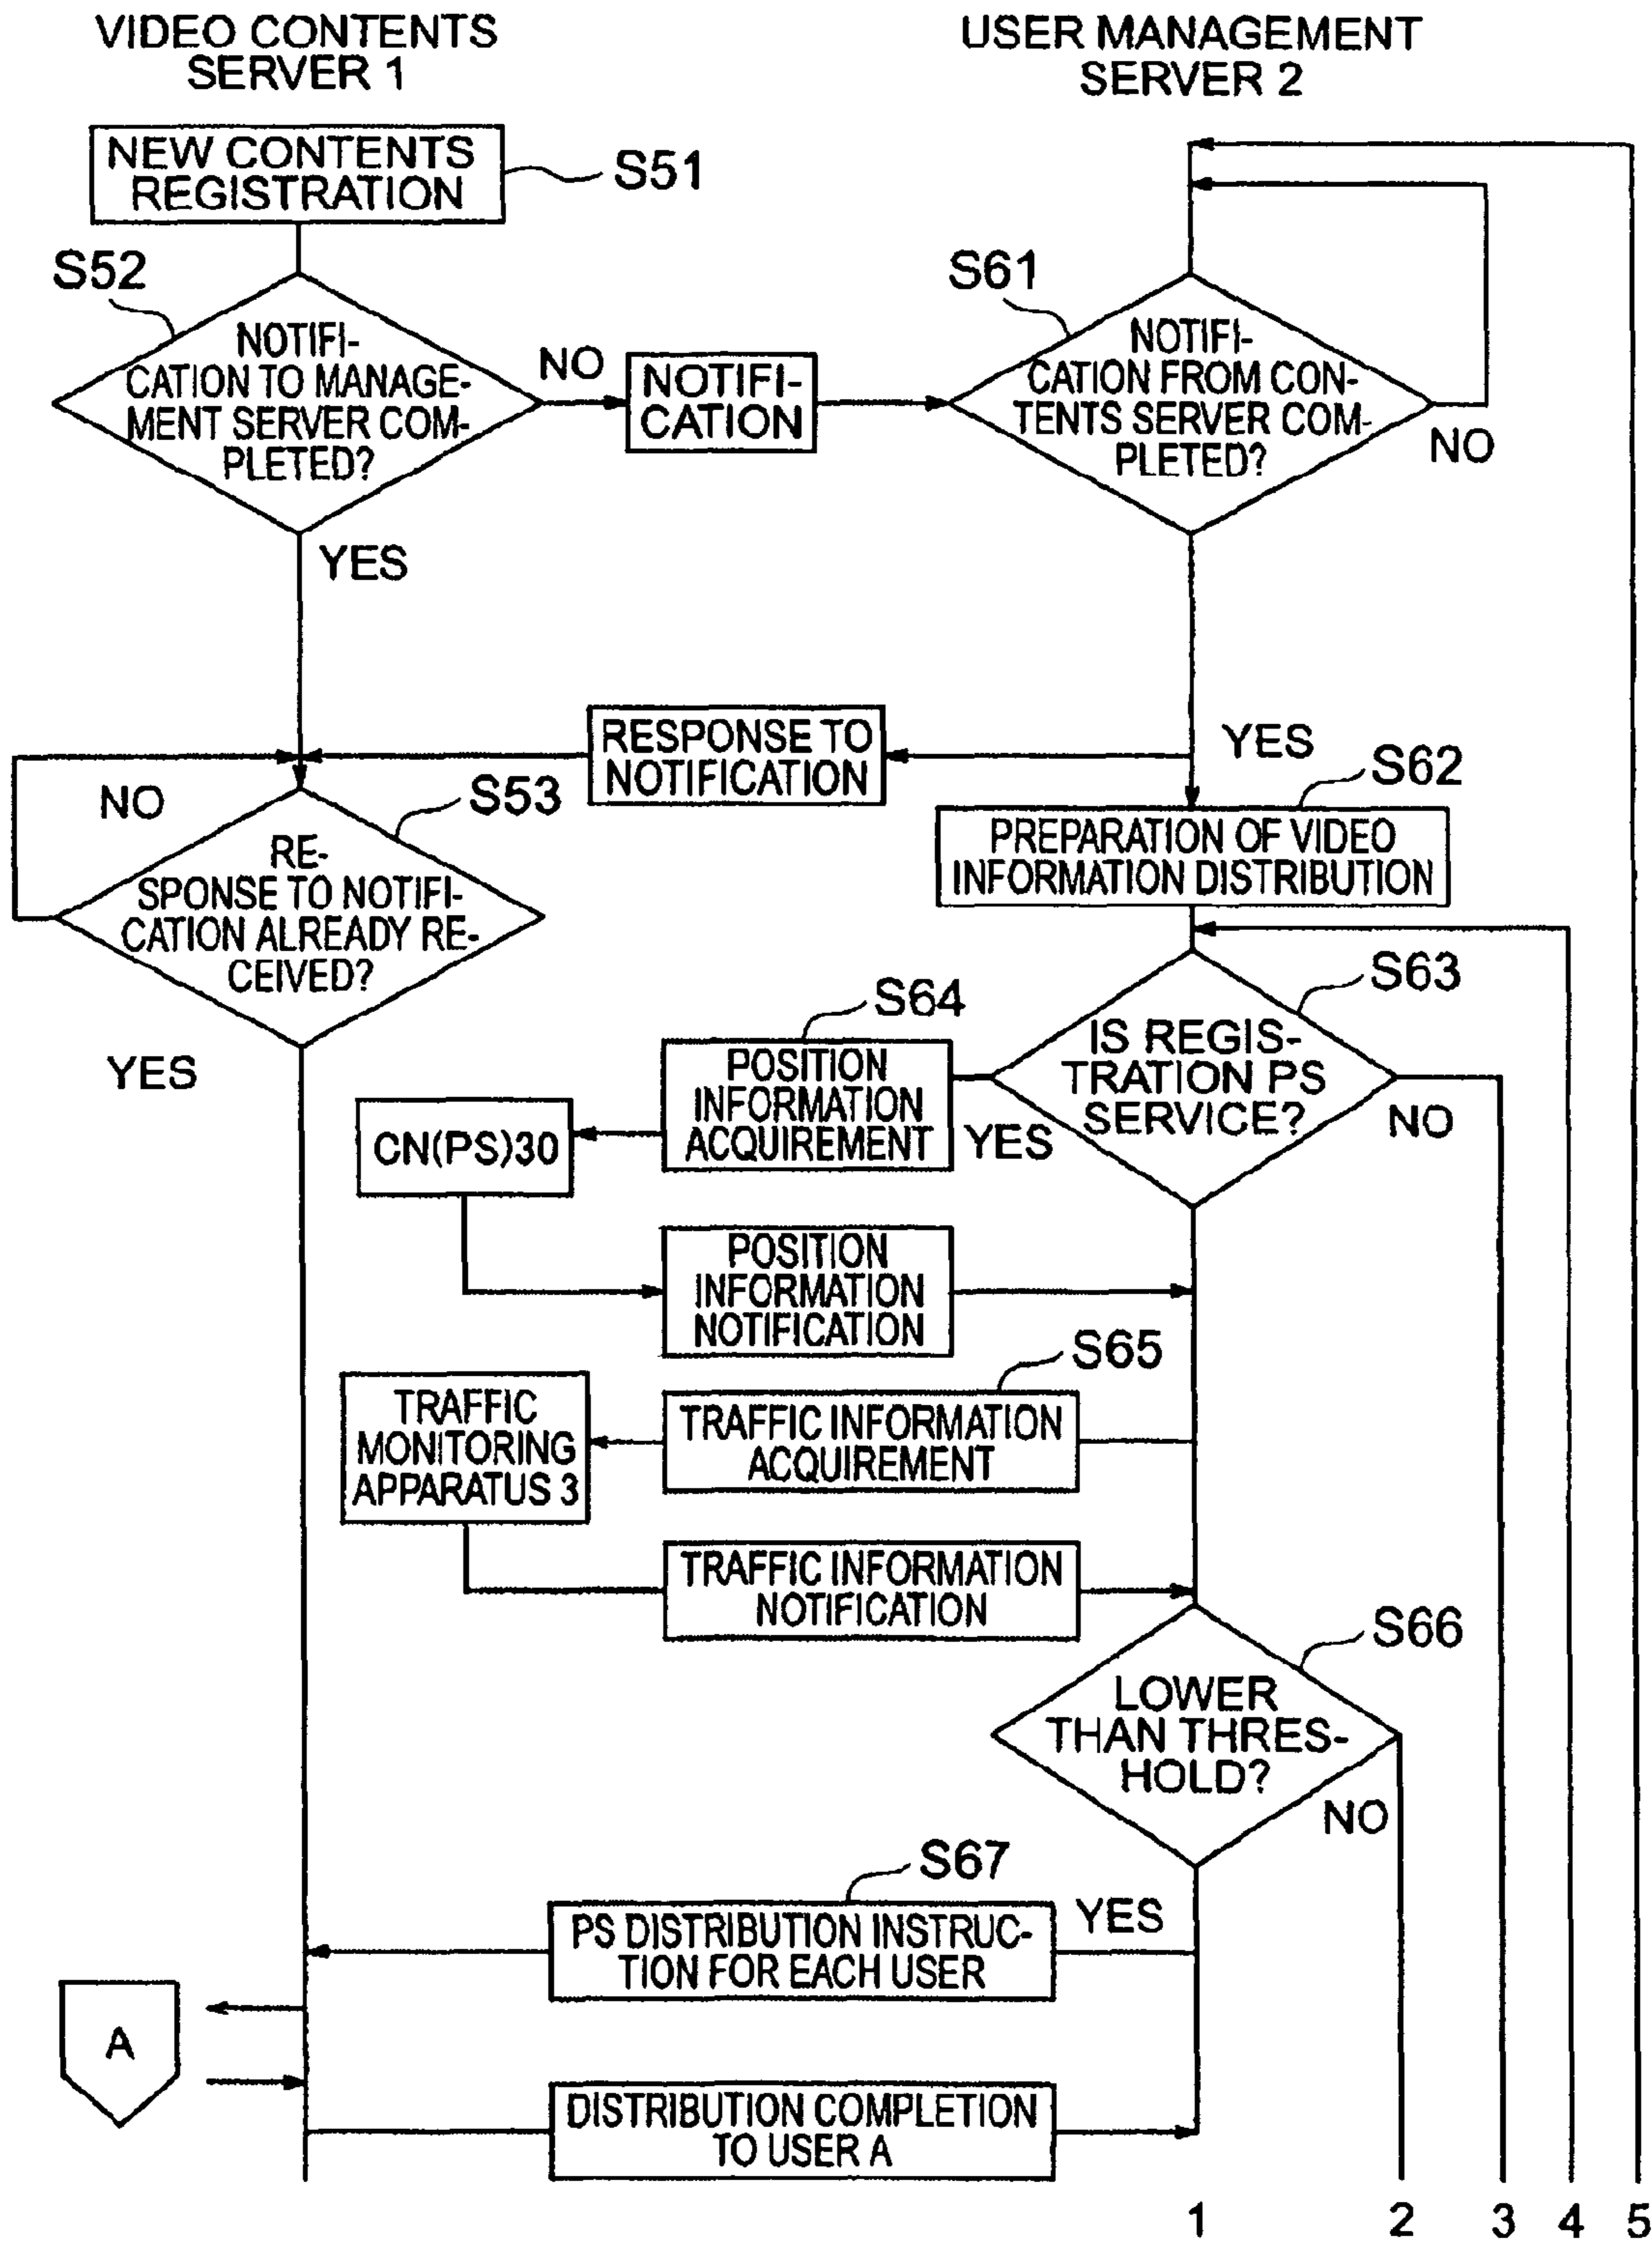 VIDEO CONTENTS
SERVER 1
USER MANAGEMENT
SERVER 2
NEW CONTENTS
REGISTRATION
S51
S52
NOTIFI-
CATION TO MANAGE-
MENT SERVER COM-
PLETED?
NO
NOTIFI-
CATION
S61
NOTIFI-
CATION FROM CON-
TENTS SERVER COM-
PLETED?
NO
YES
RESPONSE TO
NOTIFICATION
YES
S62
NO
S53
RE-
SPONSE TO NOTIFI-
CATION ALREADY RE-
CEIVED?
PREPARATION OF VIDEO
INFORMATION DISTRIBUTION
YES
S64
S63
POSITION
INFORMATION
ACQUIREMENT
IS REGIS-
TRATION PS
SERVICE?
YES
NO
CN(PS)30
POSITION
INFORMATION
NOTIFICATION
S65
TRAFFIC
MONITORING
APPARATUS 3
TRAFFIC INFORMATION
ACQUIREMENT
TRAFFIC INFORMATION
NOTIFICATION
S66
LOWER
THAN THRES-
HOLD?
NO
S67
PS DISTRIBUTION INSTRUC-
TION FOR EACH USER
YES
A
DISTRIBUTION COMPLETION
TO USER A
1 2 3 4 5